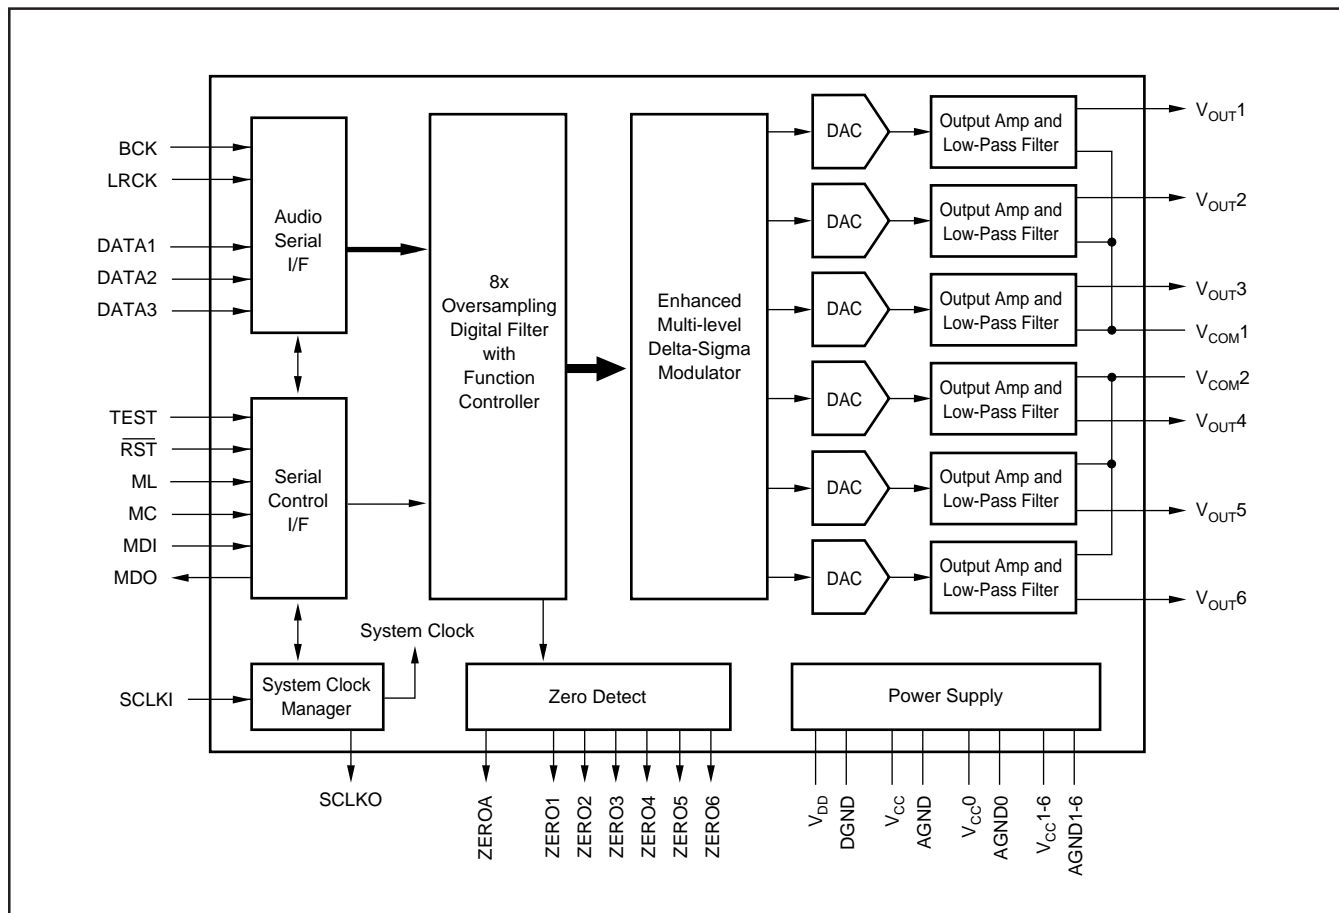 BCK
LRCK
DATA1
DATA2
DATA3
TEST
RST
ML
MC
MDI
MDO
SCLKI
Audio
Serial
I/F
Serial
Control
I/F
System Clock
Manager
System Clock
SCLKO
8x
Oversampling
Digital Filter
with
Function
Controller
Zero Detect
ZEROA
ZERO1
ZERO2
ZERO3
ZERO4
ZERO5
ZERO6
Enhanced
Multi-level
Delta-Sigma
Modulator
DAC
Output Amp and
Low-Pass Filter
VOUT1
DAC
Output Amp and
Low-Pass Filter
VOUT2
DAC
Output Amp and
Low-Pass Filter
VOUT3
VCOM1
DAC
Output Amp and
Low-Pass Filter
VCOM2
VOUT4
DAC
Output Amp and
Low-Pass Filter
VOUT5
DAC
Output Amp and
Low-Pass Filter
VOUT6
Power Supply
VDD
DGND
VCC
AGND
VCC0
AGND0
VCC1-6
AGND1-6